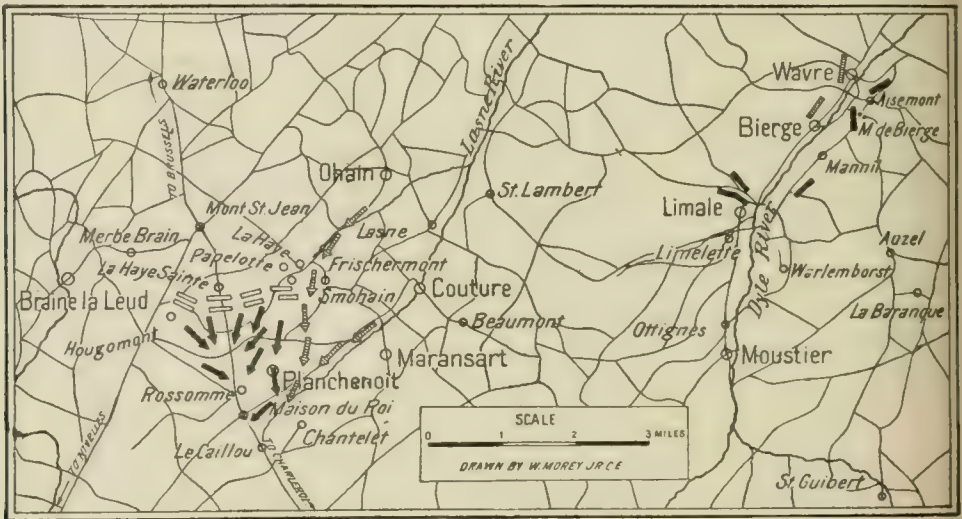 Waterloo
TO BRUSSELS
Mont St. Jean
Merbe Brain
La Haye
Papelotte
La Haye Sainte
Braine la Leud
Hougomont
Ohain
Lasne
Frischermont
Smohain
Lasne River
St. Lambert
Couture
Beaumont
Maransart
Planchenoit
Rossomme
Maison du Roi
Le Caillou
Chantelet
TO NIVELLES
TO CHARLEROI
Wavre
Aisemont
Bierge
M. de Bierge
Mannil
Limale
Limelette
Dyle River
Warlemborst
Auzel
La Baraque
Ottignes
Moustier
St. Guibert
SCALE
0 1 2 3 MILES
DRAWN BY W. MOREY JR C E